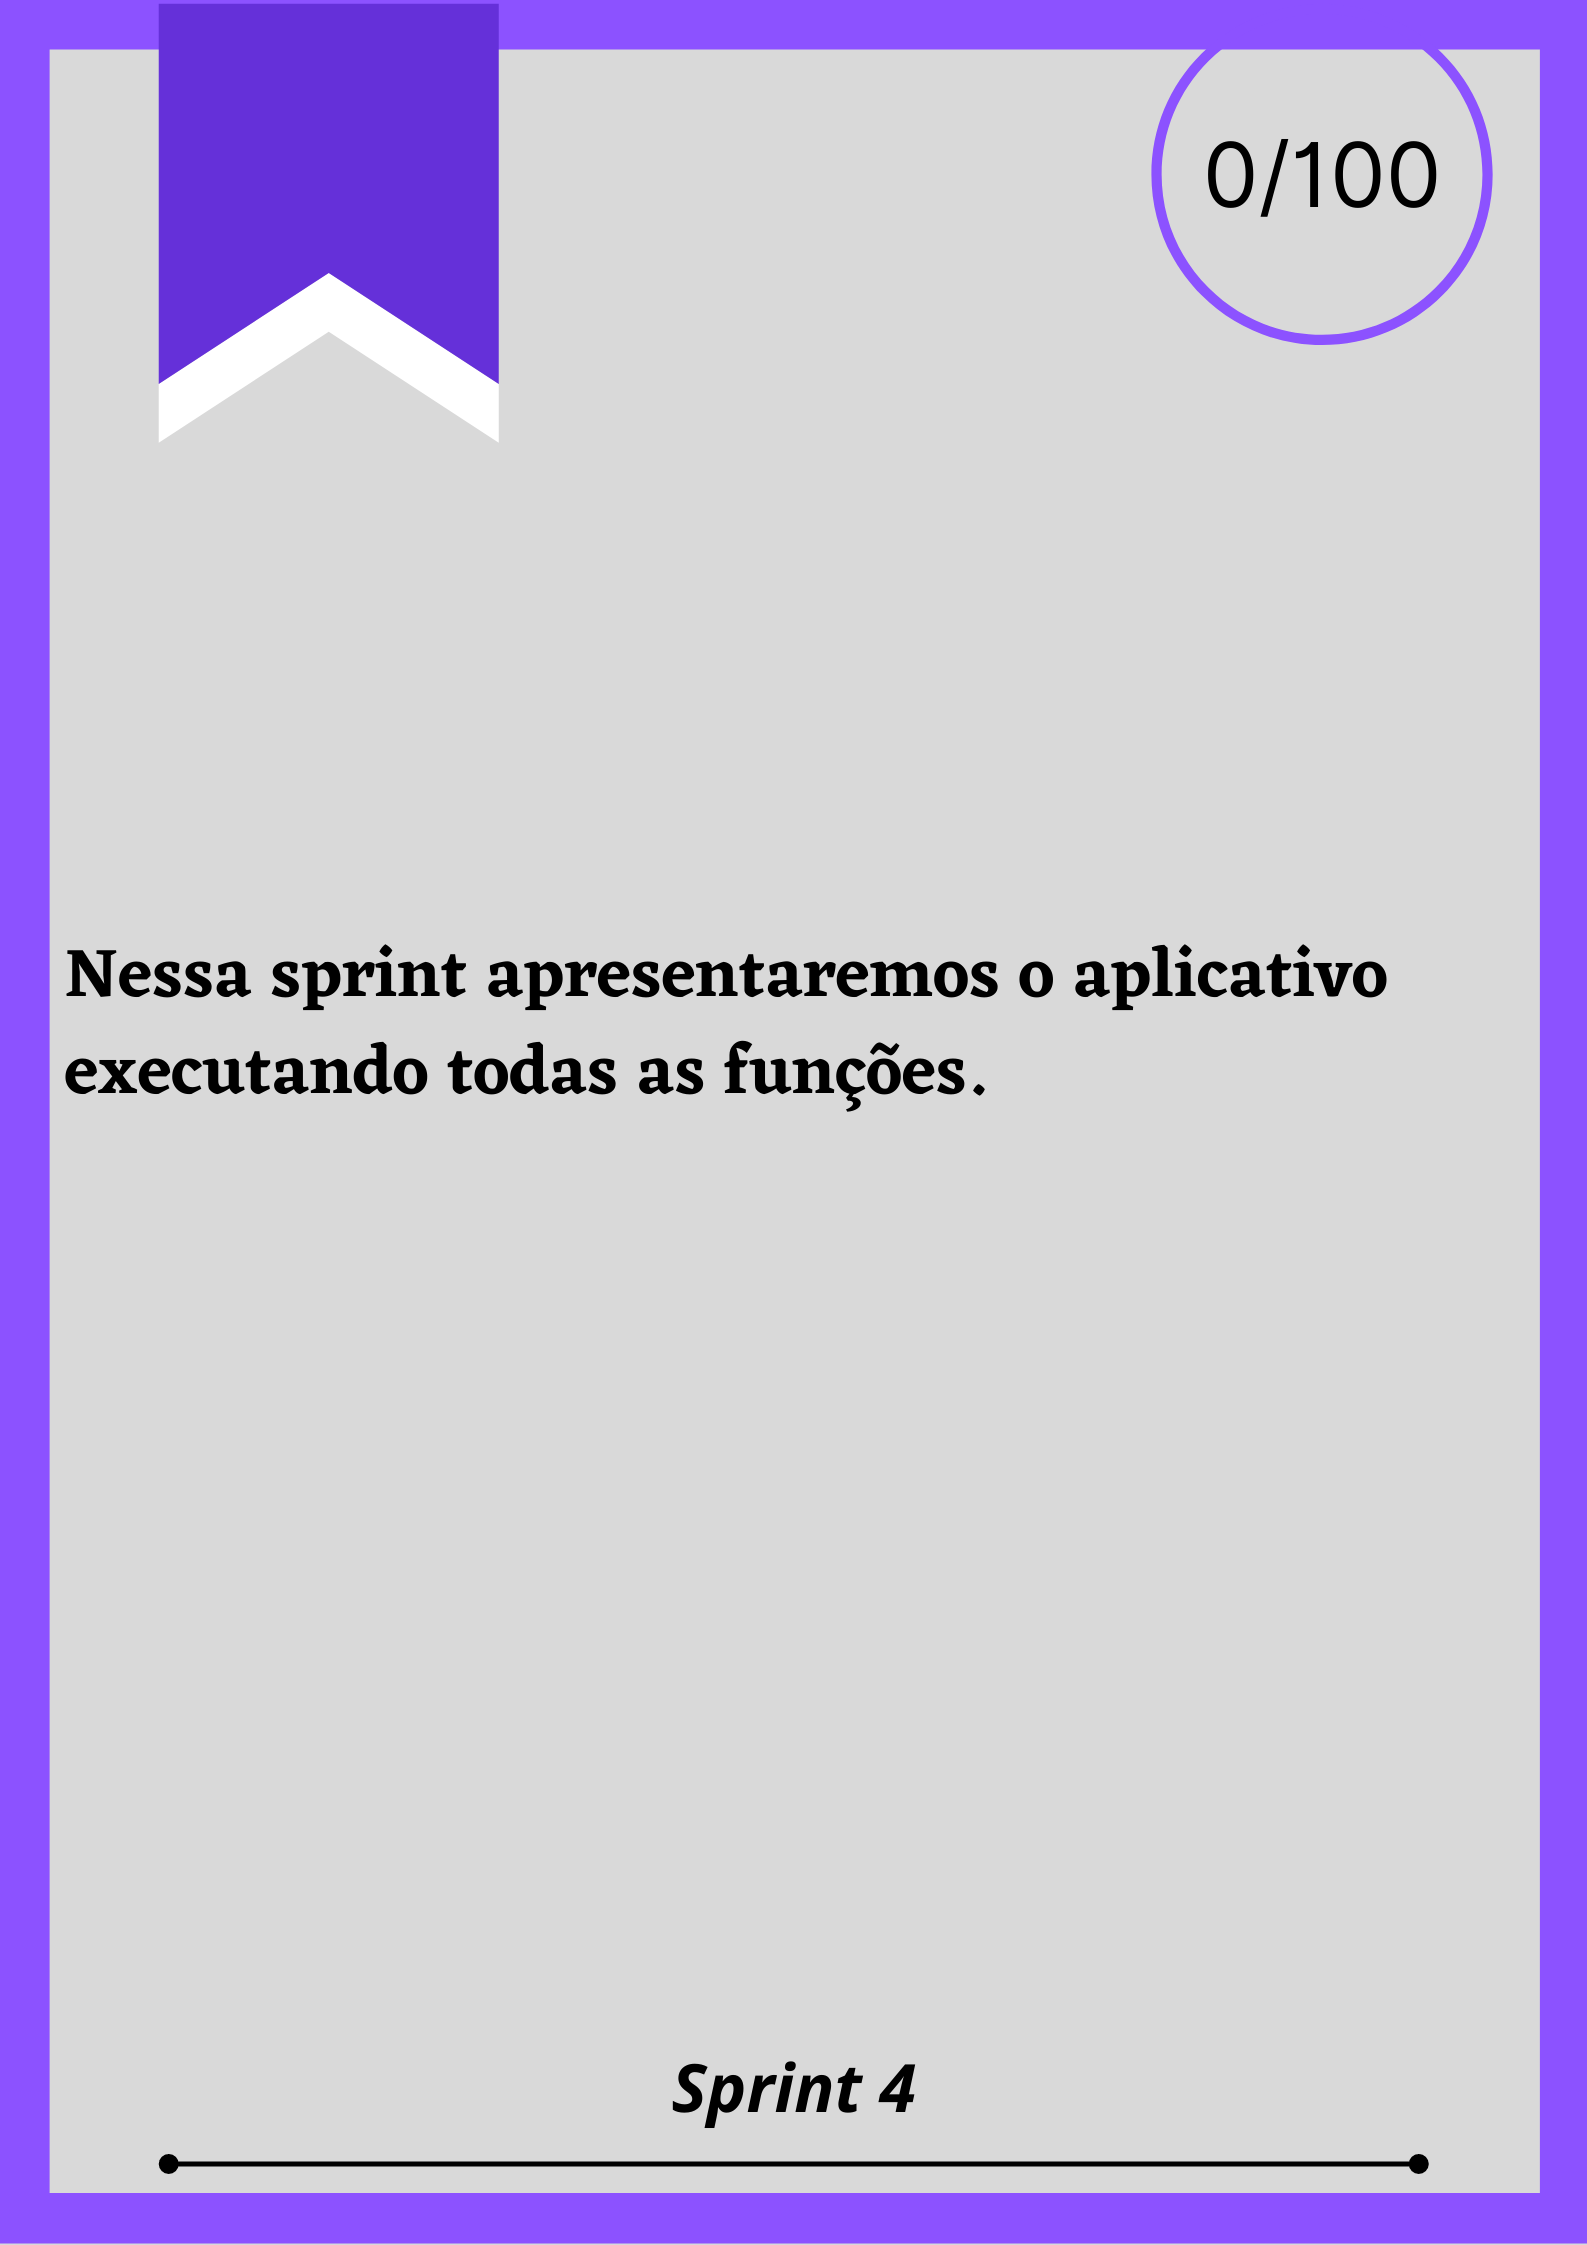 0/100
Nessa sprint apresentaremos o aplicativo
executando todas as funções.
Sprint 4